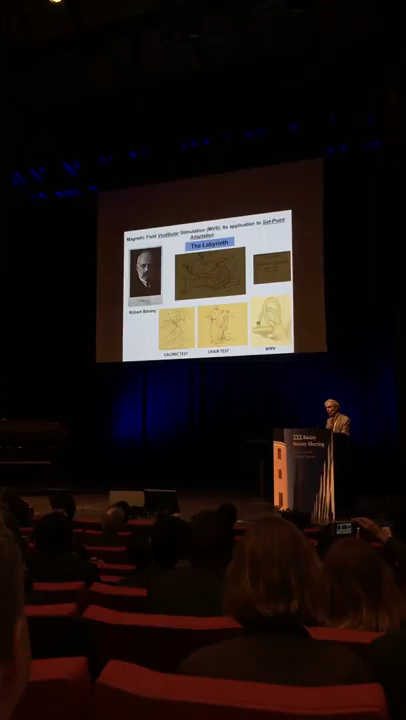 Magnetic Field Vestibular Stimulation (MVS): its application to Set-Point
Adaptation
The Labyrinth
Robert Bárány
CALORIC TEST
CHAIR TEST
BPPV
XXX Bárány
Society Meeting